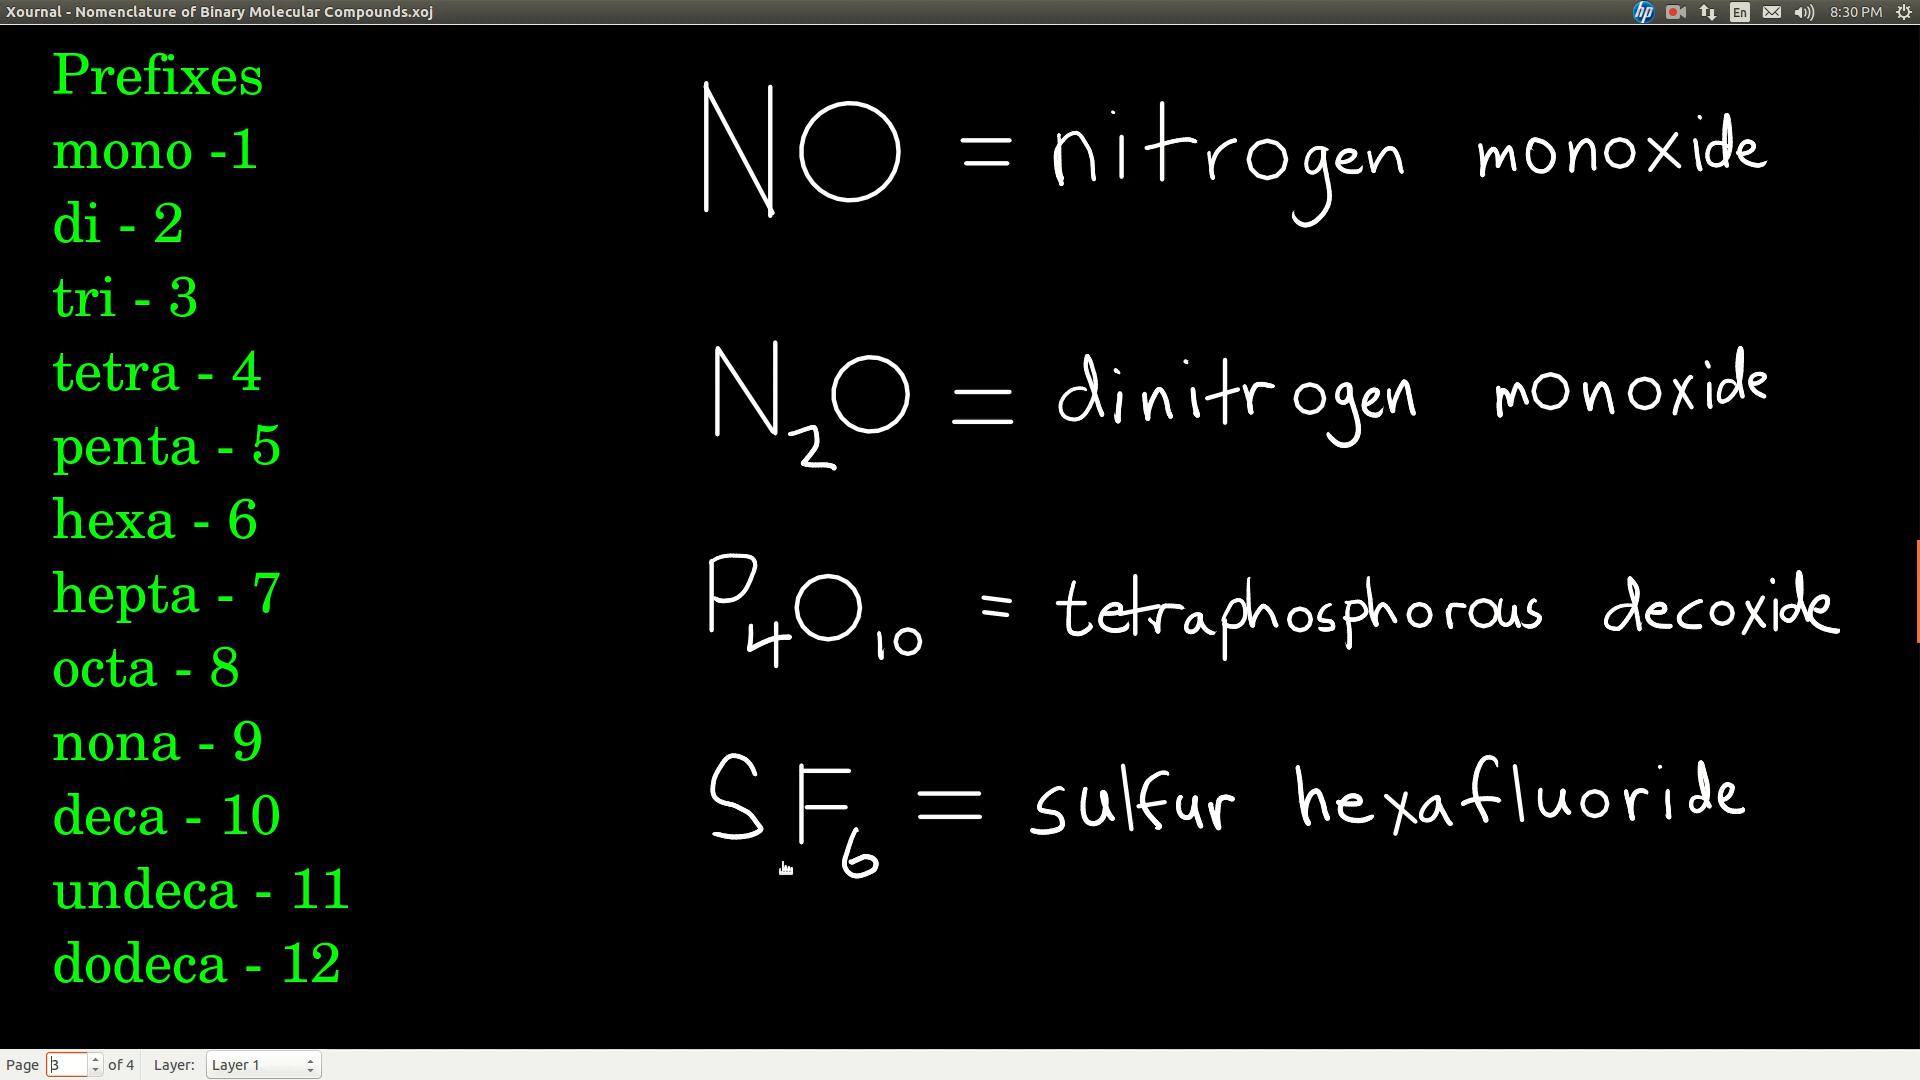 Xournal - Nomenclature of Binary Molecular Compounds.xoj
hp En 8:30 PM
Prefixes
mono -1
di - 2
tri - 3
tetra - 4
penta - 5
hexa - 6
hepta - 7
octa - 8
nona - 9
deca - 10
undeca - 11
dodeca - 12
NO = nitrogen monoxide
N₂O = dinitrogen monoxide
P₄O₁₀ = tetraphosphorous decoxide
SF₆ = sulfur hexafluoride
Page 3 of 4 Layer: Layer 1